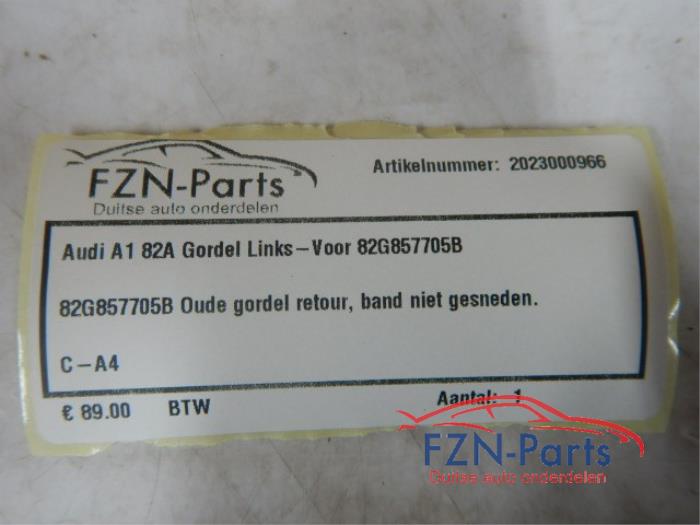 FZN-Parts
Duitse auto onderdelen
Artikelnummer: 2023000966
Audi A1 82A Gordel Links-Voor 82G857705B
82G857705B Oude gordel retour, band niet gesneden.
C-A4
€ 89.00 BTW Aantal: 1
FZN-Parts
Duitse auto onderdelen